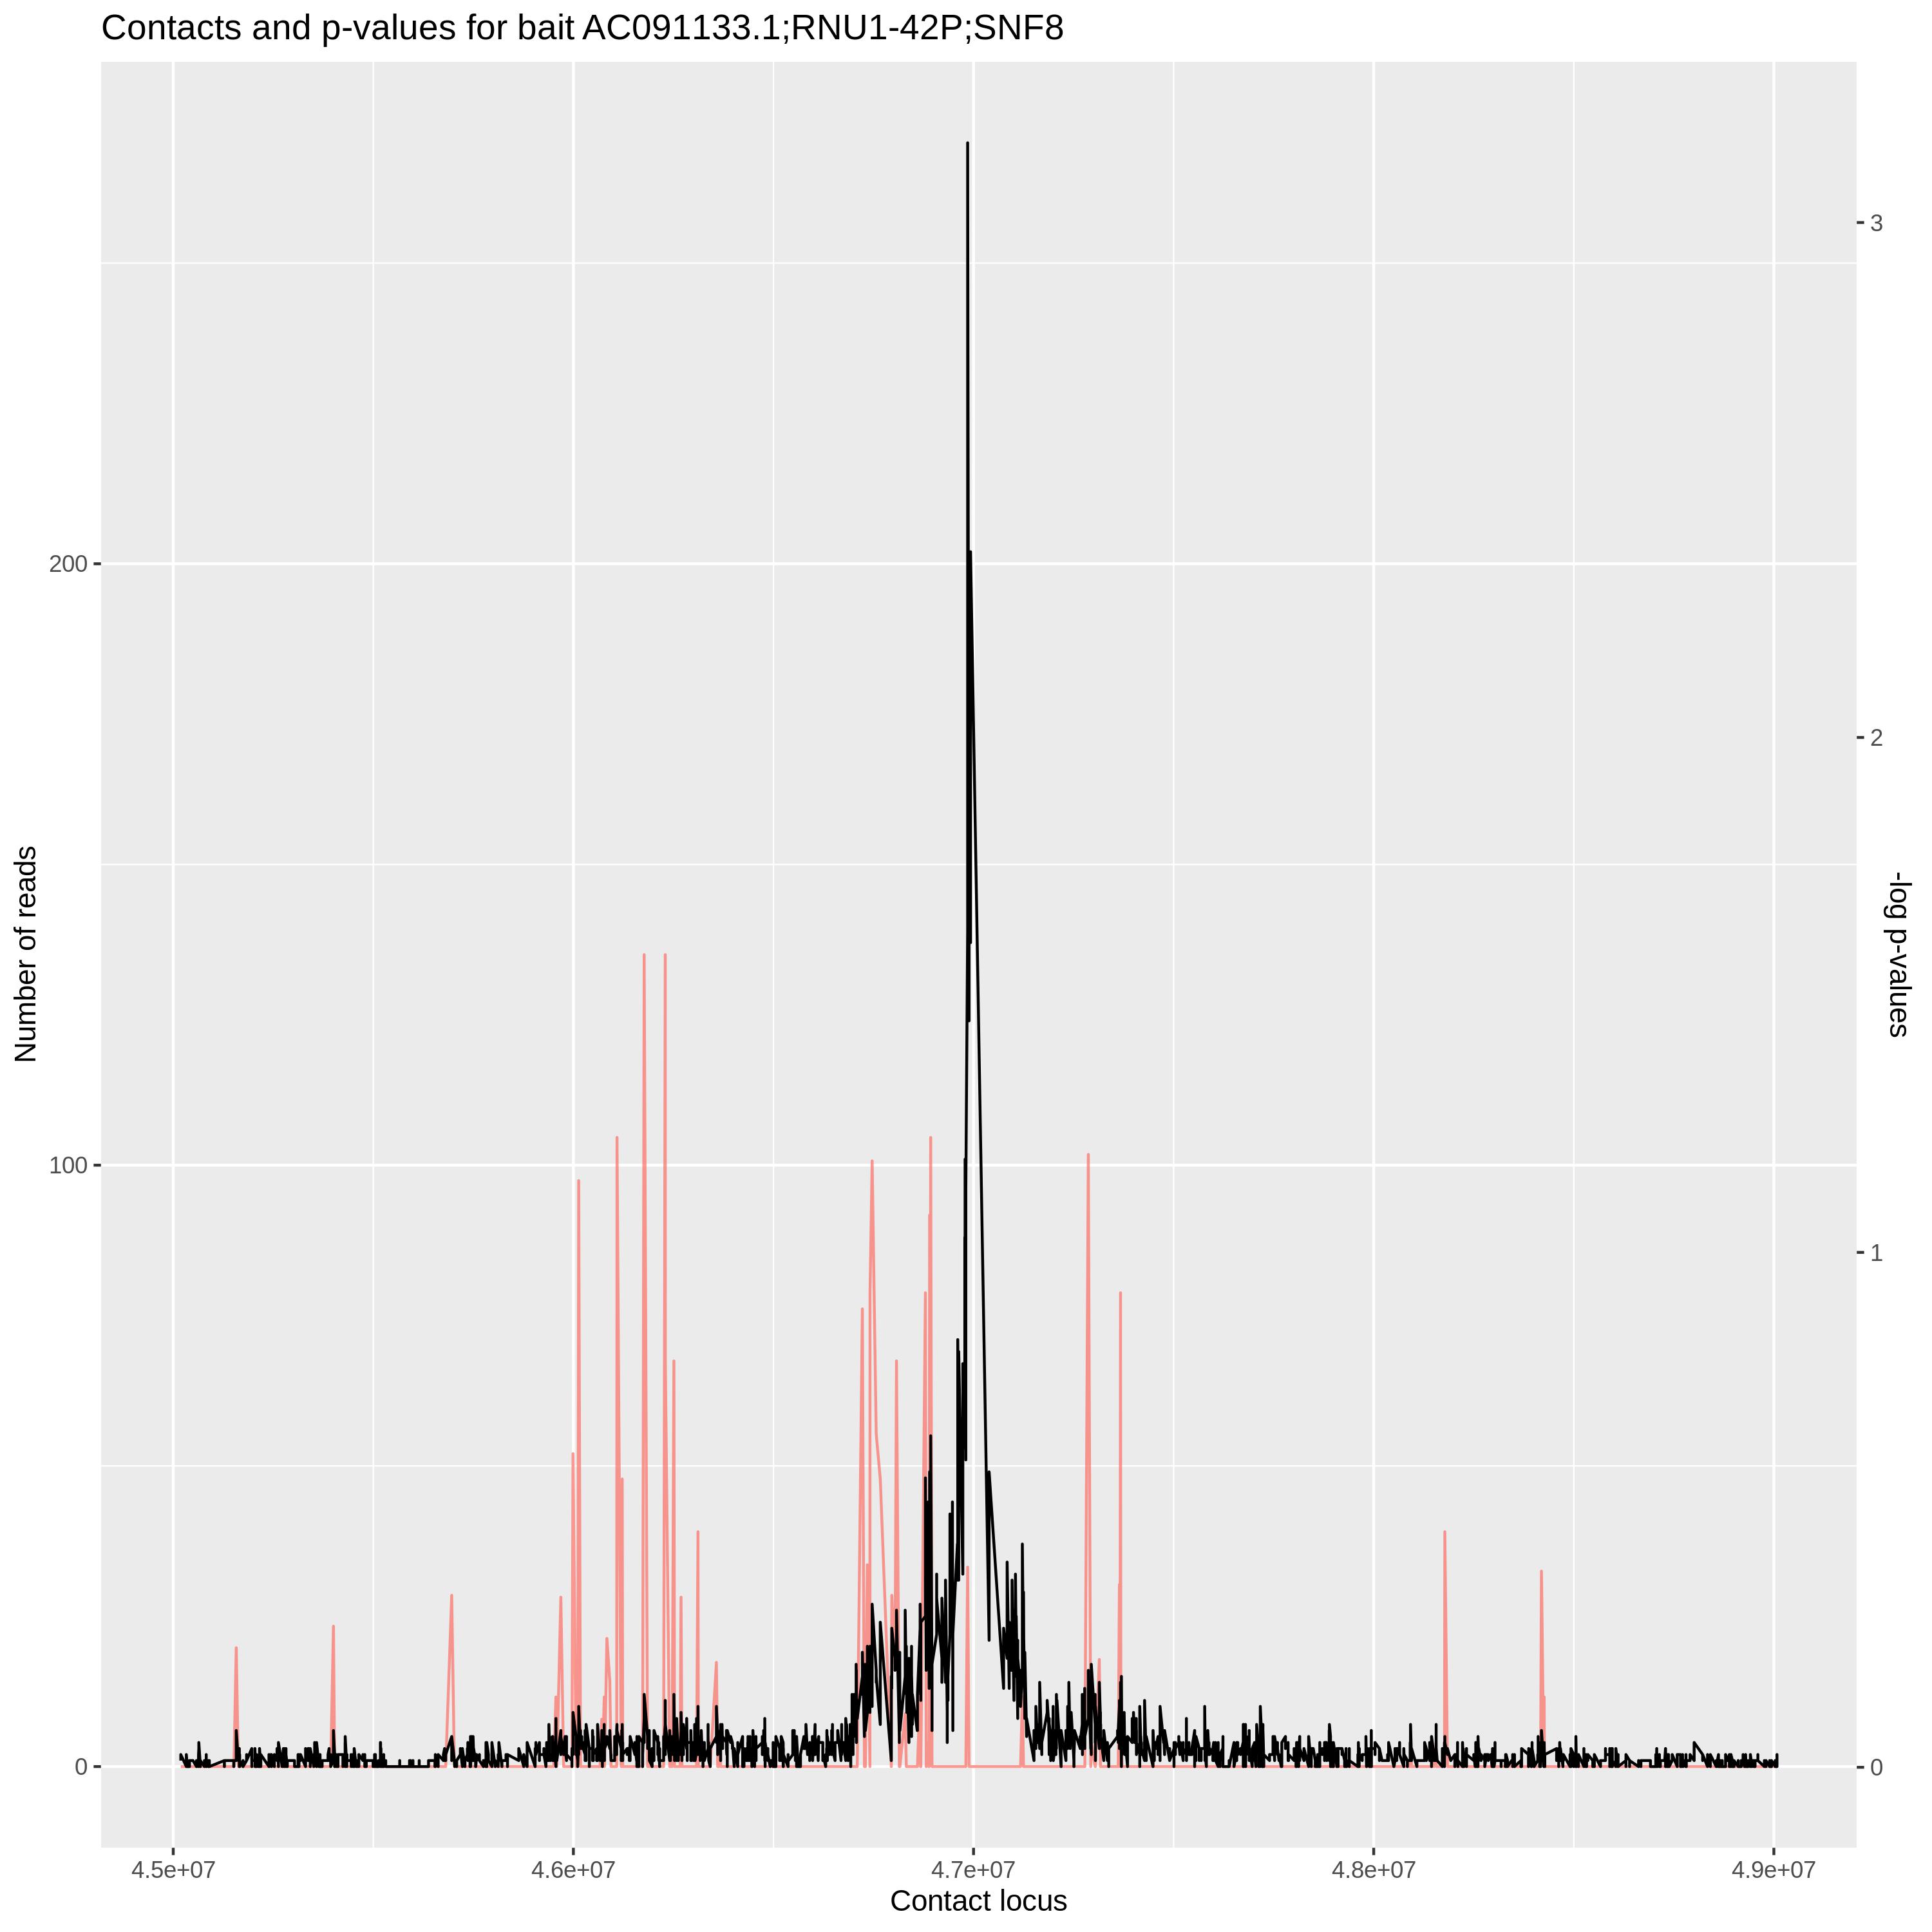 Contacts and p-values for bait AC091133.1;RNU1-42P;SNF8
3
200
2
Number of reads
-log p-values
100
1
0
0
4.5e+07 4.6e+07 4.7e+07 4.8e+07 4.9e+07
Contact locus